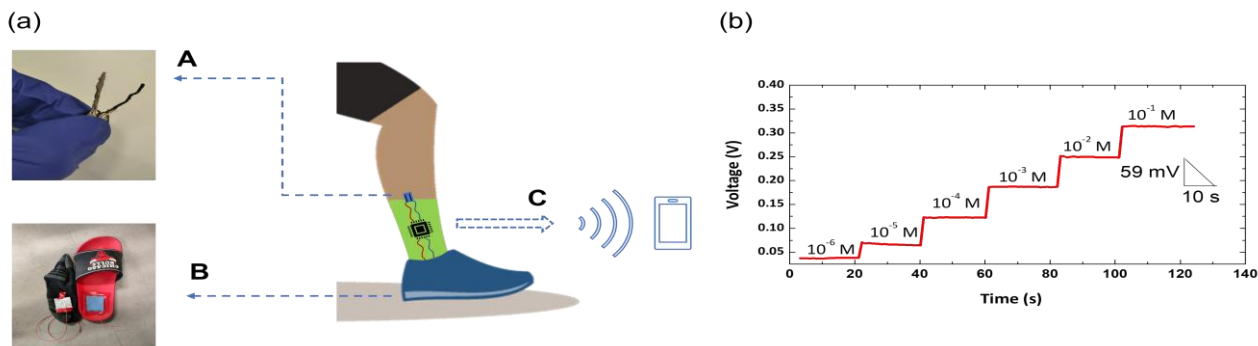 (a)
A
B
C
(b)
Voltage (V)
0.40
0.35
0.30
0.25
0.20
0.15
0.10
0.05
10⁻⁶ M
10⁻⁵ M
10⁻⁴ M
10⁻³ M
10⁻² M
10⁻¹ M
59 mV
10 s
0 20 40 60 80 100 120 140
Time (s)